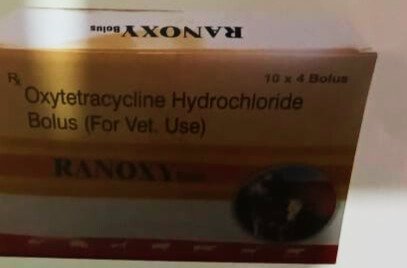 RANOXY Bolus
℞
10 x 4 Bolus
Oxytetracycline Hydrochloride
Bolus (For Vet. Use)
RANOXY